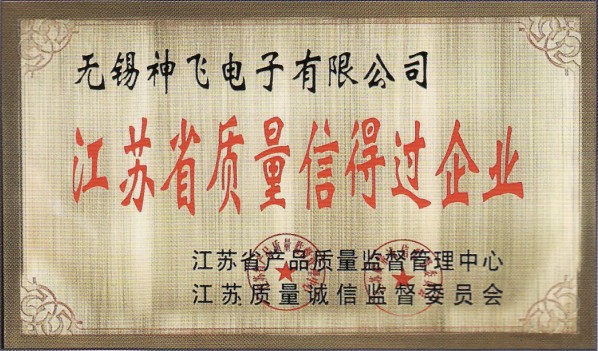 无锡神飞电子有限公司
江苏省质量信得过企业
江苏省产品质量监督管理中心
江苏质量诚信监督委员会